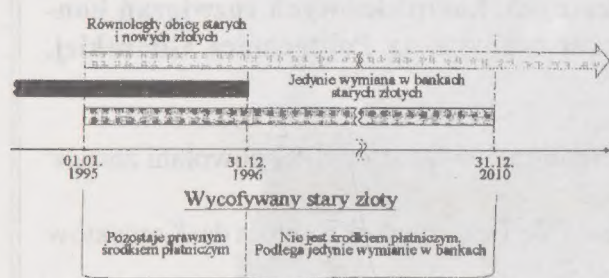 Równoległy obieg starych
i nowych złotych
Jedynie wymiana w bankach
starych złotych
01.01.
1995
31.12.
1996
31.12.
2010
Wycofywany stary złoty
Pozostaje prawnym
środkiem płatniczym
Nie jest środkiem płatniczym.
Podlega jedynie wymianie w bankach